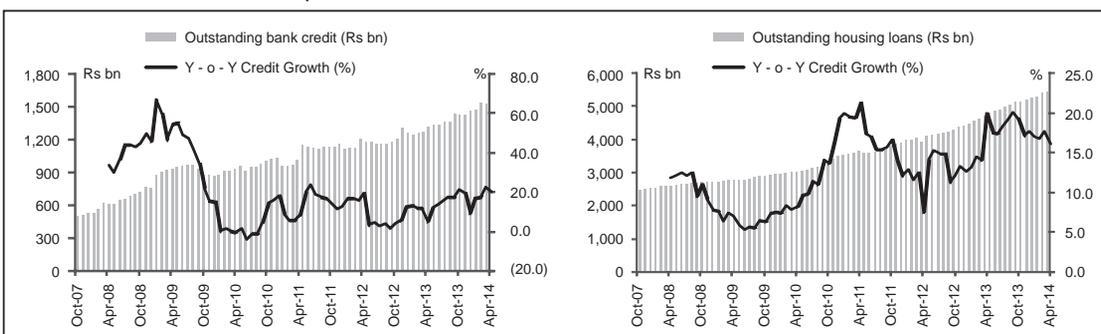 Outstanding bank credit (Rs bn)
Y - o - Y Credit Growth (%)
Rs bn
%
1,800
1,500
1,200
900
600
300
0
80.0
60.0
40.0
20.0
0.0
(20.0)
Oct-07
Apr-08
Oct-08
Apr-09
Oct-09
Apr-10
Oct-10
Apr-11
Oct-11
Apr-12
Oct-12
Apr-13
Oct-13
Apr-14
Outstanding housing loans (Rs bn)
Y - o - Y Credit Growth (%)
Rs bn
%
6,000
5,000
4,000
3,000
2,000
1,000
0
25.0
20.0
15.0
10.0
5.0
0.0
Oct-07
Apr-08
Oct-08
Apr-09
Oct-09
Apr-10
Oct-10
Apr-11
Oct-11
Apr-12
Oct-12
Apr-13
Oct-13
Apr-14